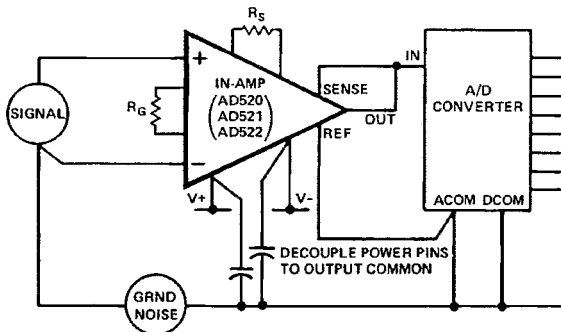 RS
IN-AMP
(AD520
AD521
AD522)
+
−
RG
SIGNAL
SENSE
OUT
REF
IN
A/D
CONVERTER
ACOM DCOM
V+
V−
DECOUPLE POWER PINS
TO OUTPUT COMMON
GRND
NOISE